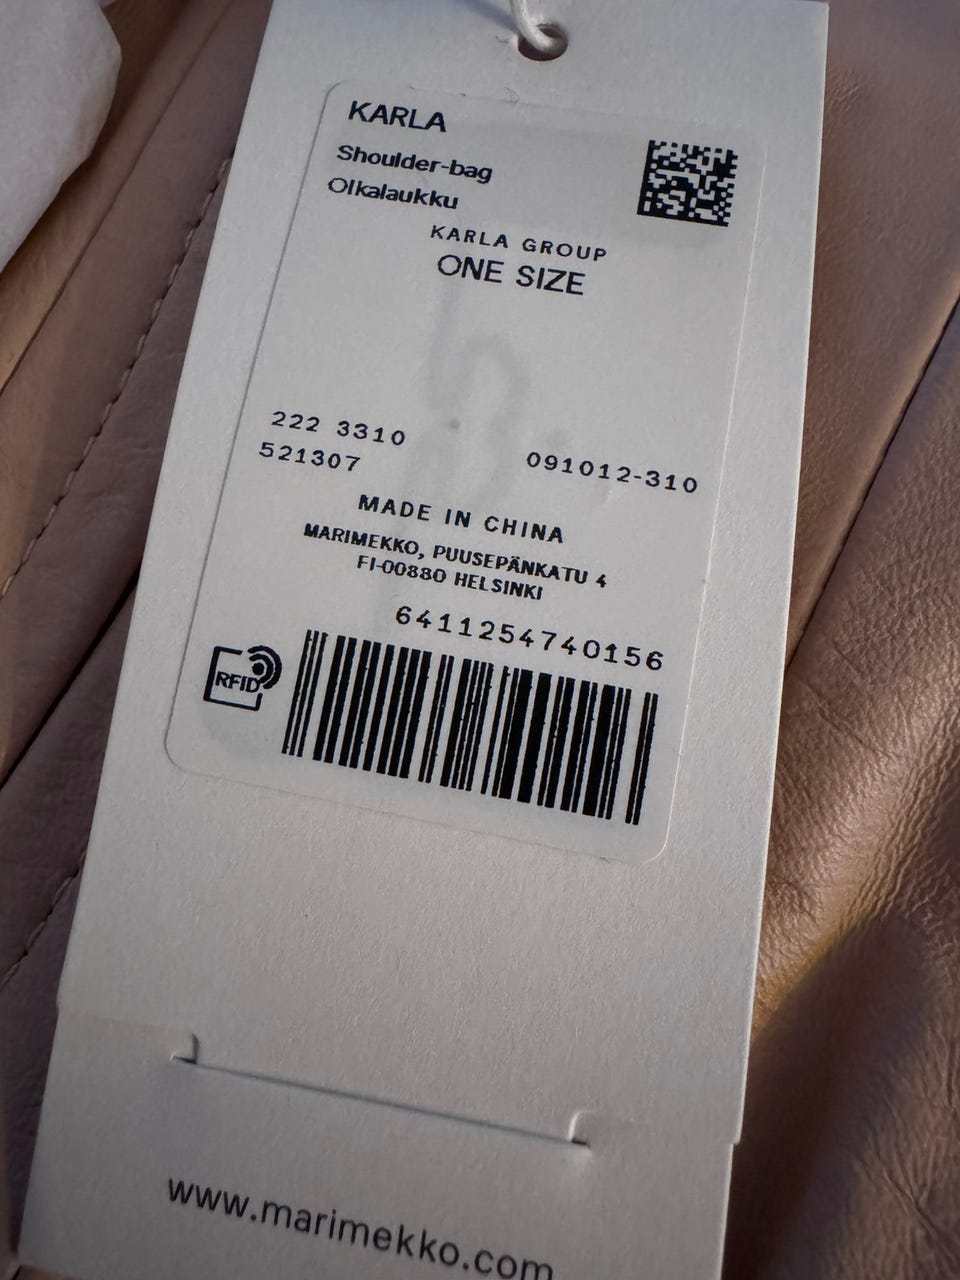 KARLA
Shoulder-bag
Olkalaukku
KARLA GROUP
ONE SIZE
222 3310
521307
091012-310
MADE IN CHINA
MARIMEKKO, PUUSEPÄNKATU 4
FI-00880 HELSINKI
6411254740156
RFID
www.marimekko.com